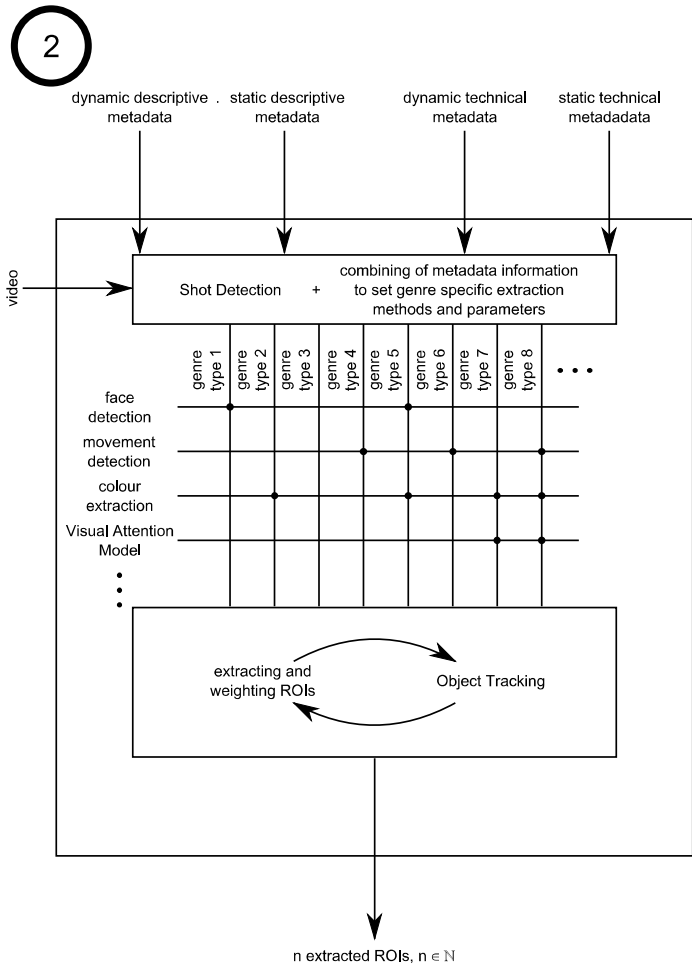 2
dynamic descriptive . static descriptive
metadata metadata
dynamic technical
metadata
static technical
metadadata
video
Shot Detection + combining of metadata information
to set genre specific extraction
methods and parameters
genre
type 1
genre
type 2
genre
type 3
genre
type 4
genre
type 5
genre
type 6
genre
type 7
genre
type 8
face
detection
movement
detection
colour
extraction
Visual Attention
Model
extracting and
weighting ROIs
Object Tracking
n extracted ROIs, n ∈ ℕ